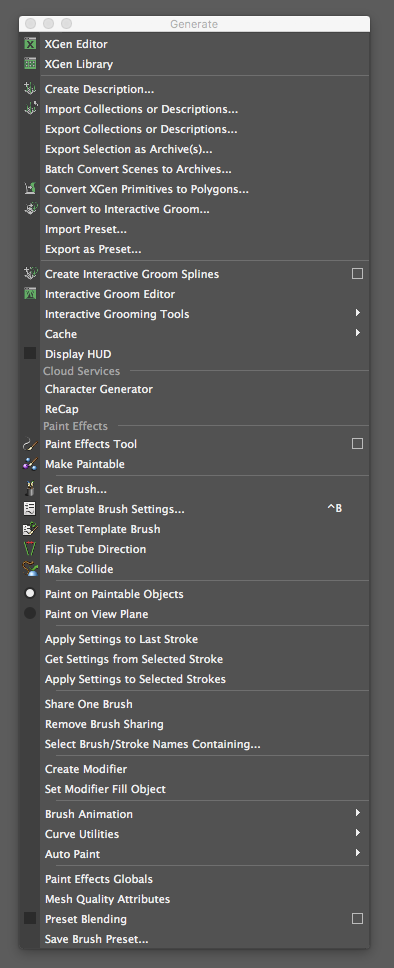 Generate
XGen Editor
XGen Library
Create Description...
Import Collections or Descriptions...
Export Collections or Descriptions...
Export Selection as Archive(s)...
Batch Convert Scenes to Archives...
Convert XGen Primitives to Polygons...
Convert to Interactive Groom...
Import Preset...
Export as Preset...
Create Interactive Groom Splines
Interactive Groom Editor
Interactive Grooming Tools
Cache
Display HUD
Cloud Services
Character Generator
ReCap
Paint Effects
Paint Effects Tool
Make Paintable
Get Brush...
Template Brush Settings... ^B
Reset Template Brush
Flip Tube Direction
Make Collide
Paint on Paintable Objects
Paint on View Plane
Apply Settings to Last Stroke
Get Settings from Selected Stroke
Apply Settings to Selected Strokes
Share One Brush
Remove Brush Sharing
Select Brush/Stroke Names Containing...
Create Modifier
Set Modifier Fill Object
Brush Animation
Curve Utilities
Auto Paint
Paint Effects Globals
Mesh Quality Attributes
Preset Blending
Save Brush Preset...